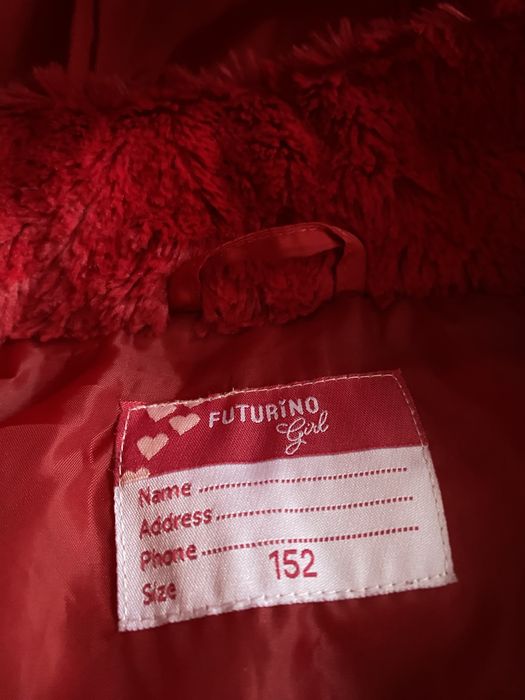 FUTURINO
Girl
Name ........................................
Address ........................................
Phone ........................................
Size 152